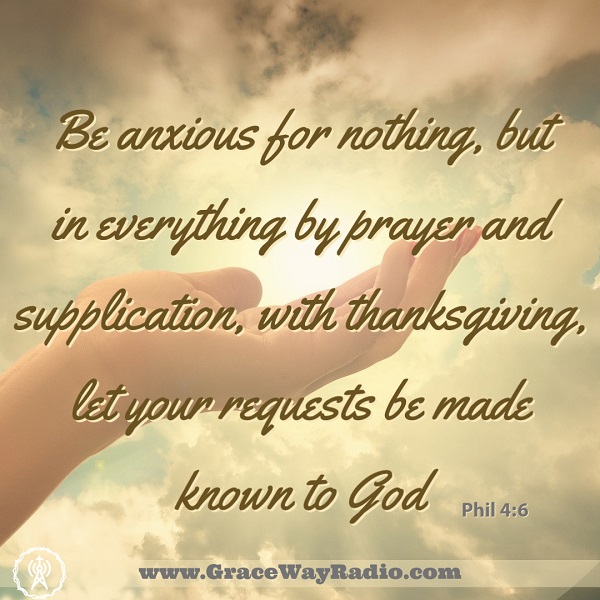 Be anxious for nothing, but
in everything by prayer and
supplication, with thanksgiving,
let your requests be made
known to God
Phil 4:6
www.GraceWayRadio.com